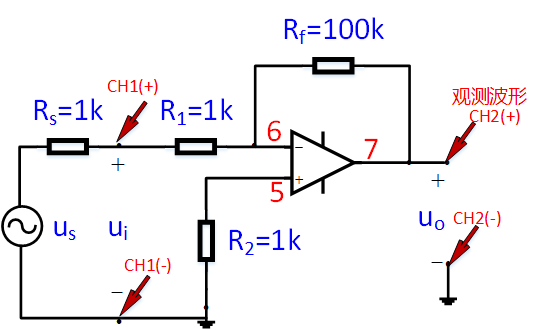 Rf=100k
CH1(+)
Rs=1k
R1=1k
观测波形
CH2(+)
6
7
−
+
5
+
+
us
ui
R2=1k
uo
CH2(-)
CH1(-)
−
−